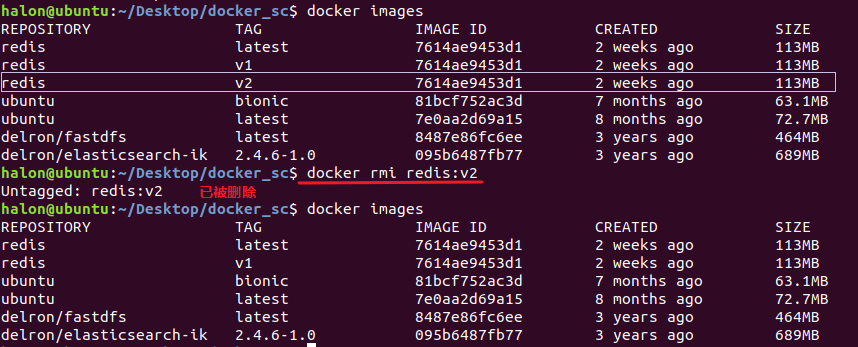 halon@ubuntu:~/Desktop/docker_sc$ docker images
REPOSITORY TAG IMAGE ID CREATED SIZE
redis latest 7614ae9453d1 2 weeks ago 113MB
redis v1 7614ae9453d1 2 weeks ago 113MB
redis v2 7614ae9453d1 2 weeks ago 113MB
ubuntu bionic 81bcf752ac3d 7 months ago 63.1MB
ubuntu latest 7e0aa2d69a15 8 months ago 72.7MB
delron/fastdfs latest 8487e86fc6ee 3 years ago 464MB
delron/elasticsearch-ik 2.4.6-1.0 095b6487fb77 3 years ago 689MB
halon@ubuntu:~/Desktop/docker_sc$ docker rmi redis:v2
Untagged: redis:v2 已被删除
halon@ubuntu:~/Desktop/docker_sc$ docker images
REPOSITORY TAG IMAGE ID CREATED SIZE
redis latest 7614ae9453d1 2 weeks ago 113MB
redis v1 7614ae9453d1 2 weeks ago 113MB
ubuntu bionic 81bcf752ac3d 7 months ago 63.1MB
ubuntu latest 7e0aa2d69a15 8 months ago 72.7MB
delron/fastdfs latest 8487e86fc6ee 3 years ago 464MB
delron/elasticsearch-ik 2.4.6-1.0 095b6487fb77 3 years ago 689MB